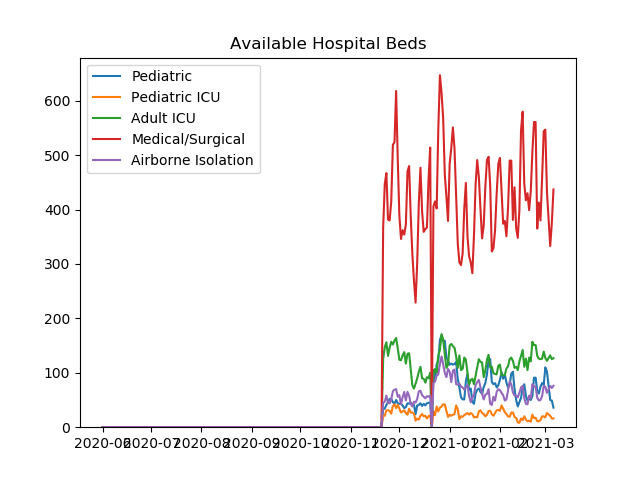 Available Hospital Beds
Pediatric
Pediatric ICU
Adult ICU
Medical/Surgical
Airborne Isolation
600
500
400
300
200
100
0
2020-06 2020-07 2020-08 2020-09 2020-10 2020-11 2020-12 2021-01 2021-02 2021-03